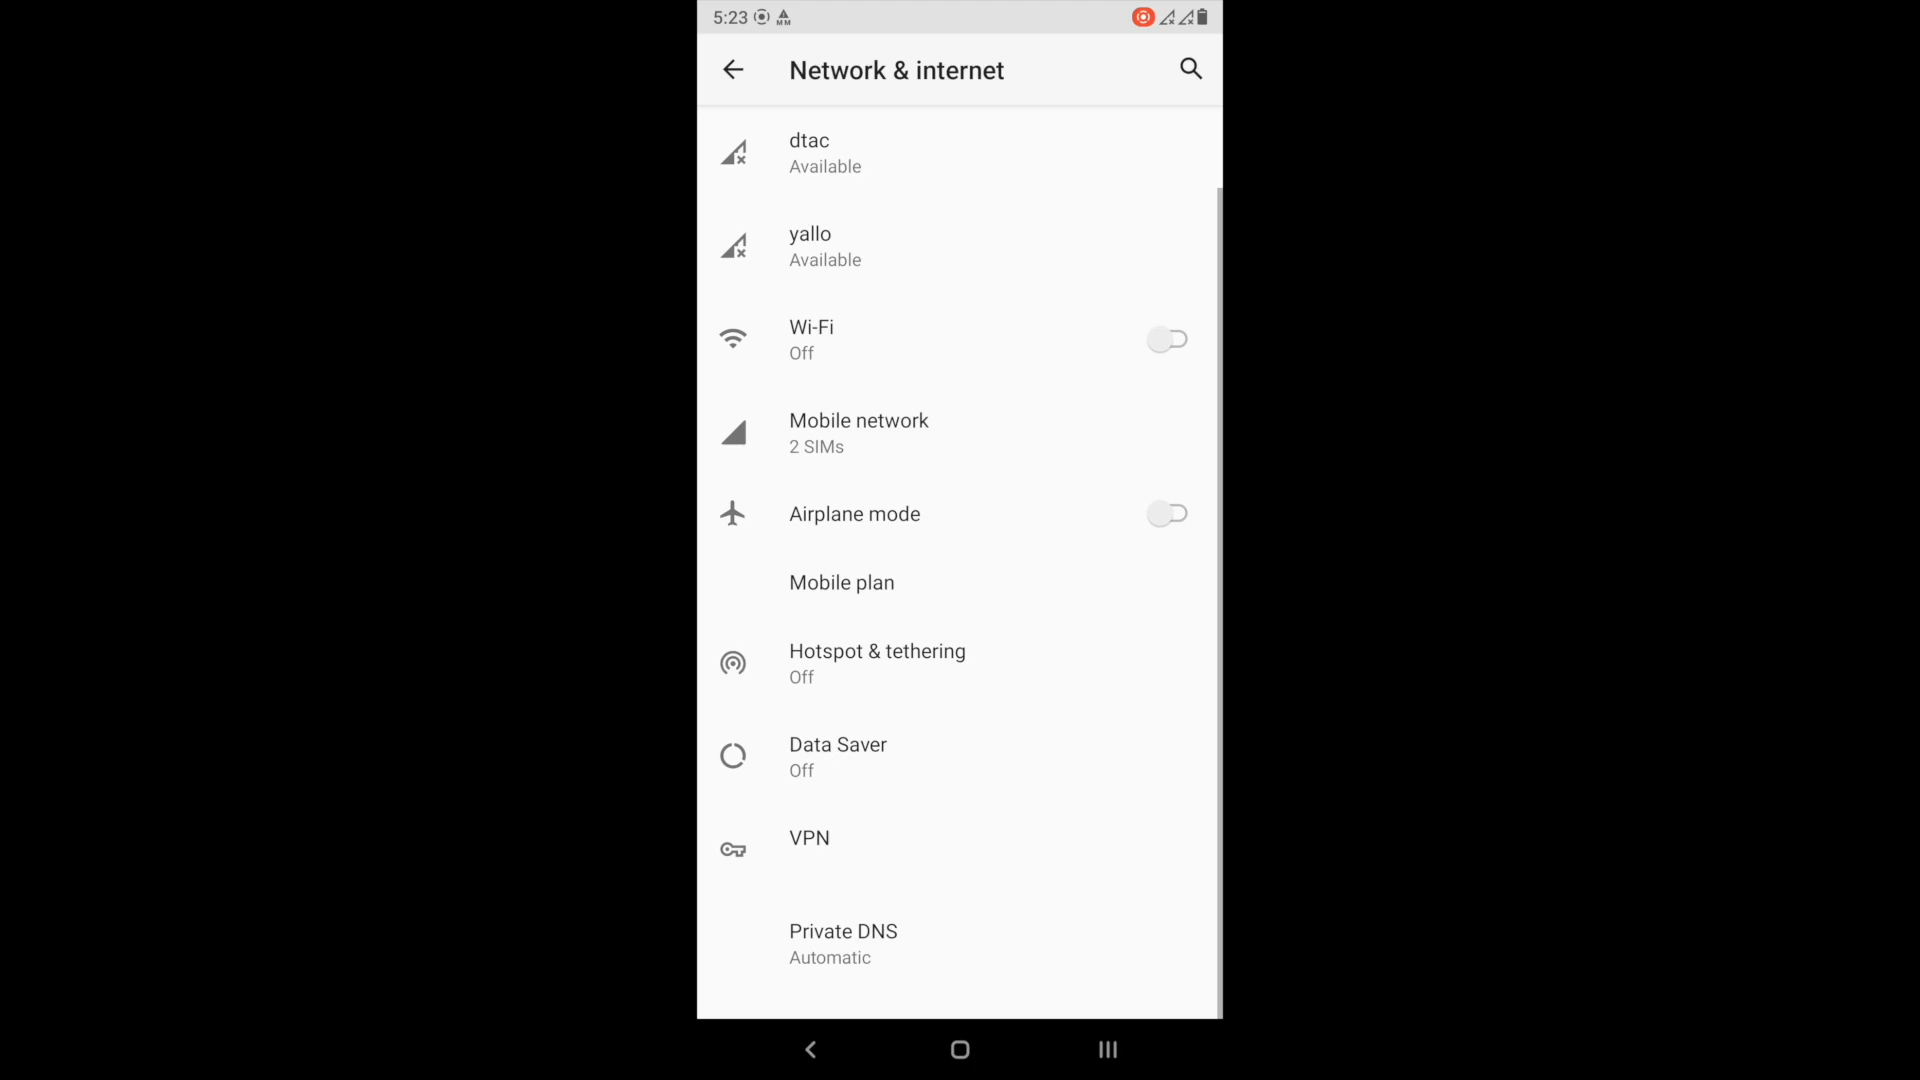 5:23
MM
Network & internet
dtac
Available
yallo
Available
Wi-Fi
Off
Mobile network
2 SIMs
Airplane mode
Mobile plan
Hotspot & tethering
Off
Data Saver
Off
VPN
Private DNS
Automatic